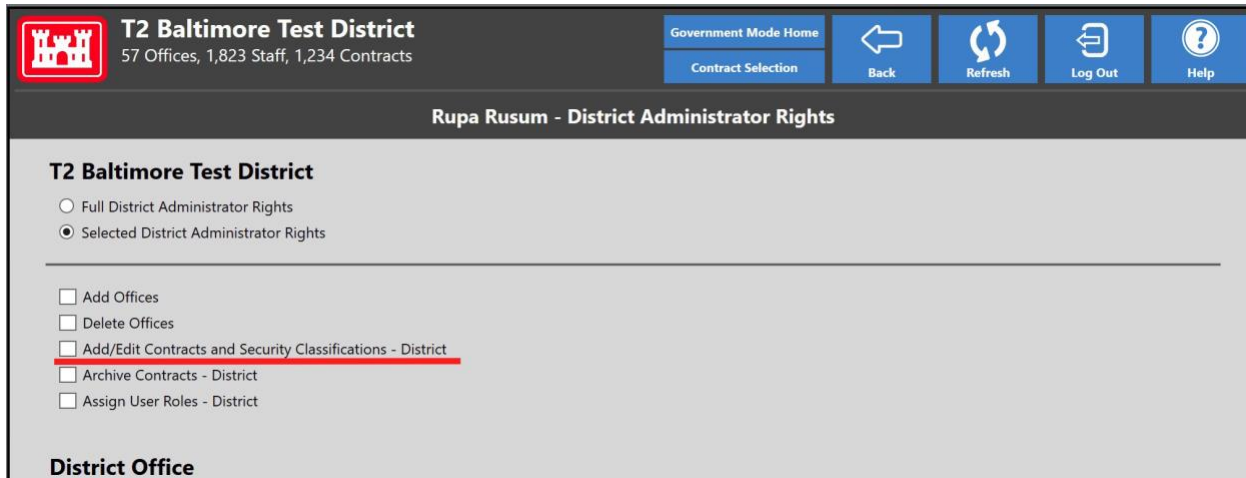 T2 Baltimore Test District
57 Offices, 1,823 Staff, 1,234 Contracts
Government Mode Home
Contract Selection
Back
Refresh
Log Out
? Help
Rupa Rusum - District Administrator Rights
T2 Baltimore Test District
Full District Administrator Rights
Selected District Administrator Rights
Add Offices
Delete Offices
Add/Edit Contracts and Security Classifications - District
Archive Contracts - District
Assign User Roles - District
District Office